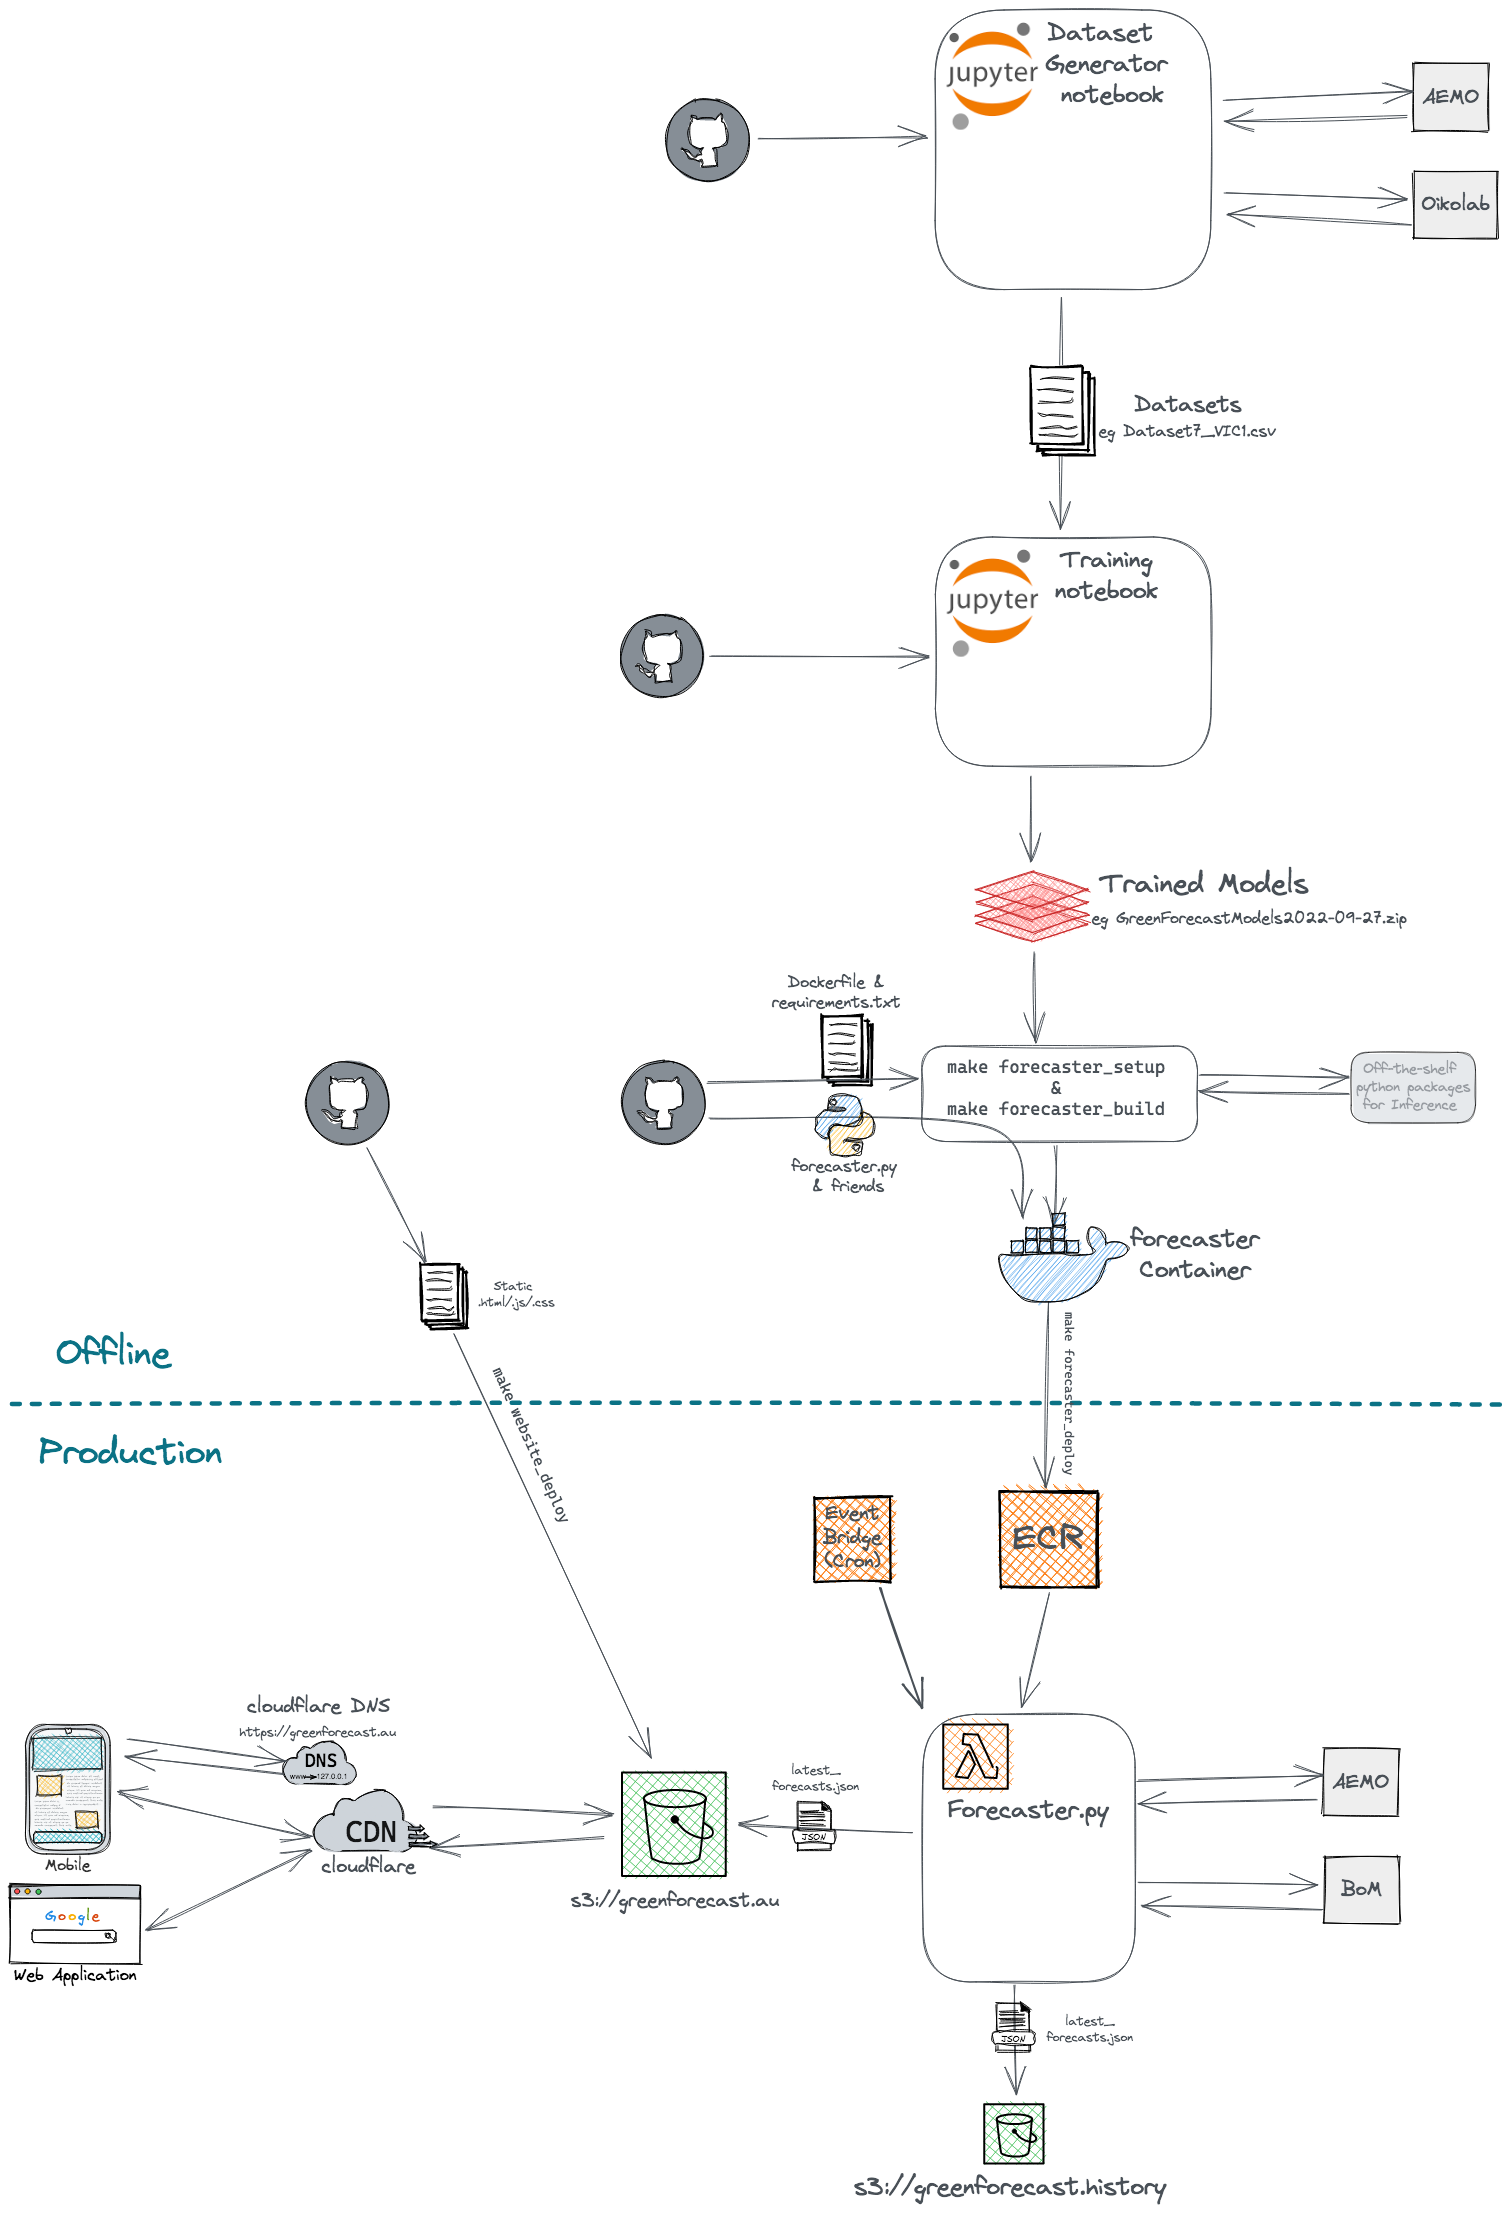 jupyter
Dataset
Generator
notebook
AEMO
Oikolab
Datasets
eg Dataset7_VIC1.csv
jupyter
Training
notebook
Trained Models
eg GreenForecastModels2022-09-27.zip
Dockerfile &
requirements.txt
make forecaster_setup
&
make forecaster_build
Off-the-shelf
python packages
for Inference
forecaster.py
& friends
forecaster
Container
Static
.html/.js/.css
make forecaster_deploy
make website_deploy
Offline
Production
Event
Bridge
(Cron)
ECR
cloudflare DNS
https://greenforecast.au
DNS
www 127.0.0.1
CDN
cloudflare
Mobile
Google
Web Application
s3://greenforecast.au
latest_
forecasts.json
JSON
Forecaster.py
AEMO
BoM
JSON
latest_
forecasts.json
s3://greenforecast.history